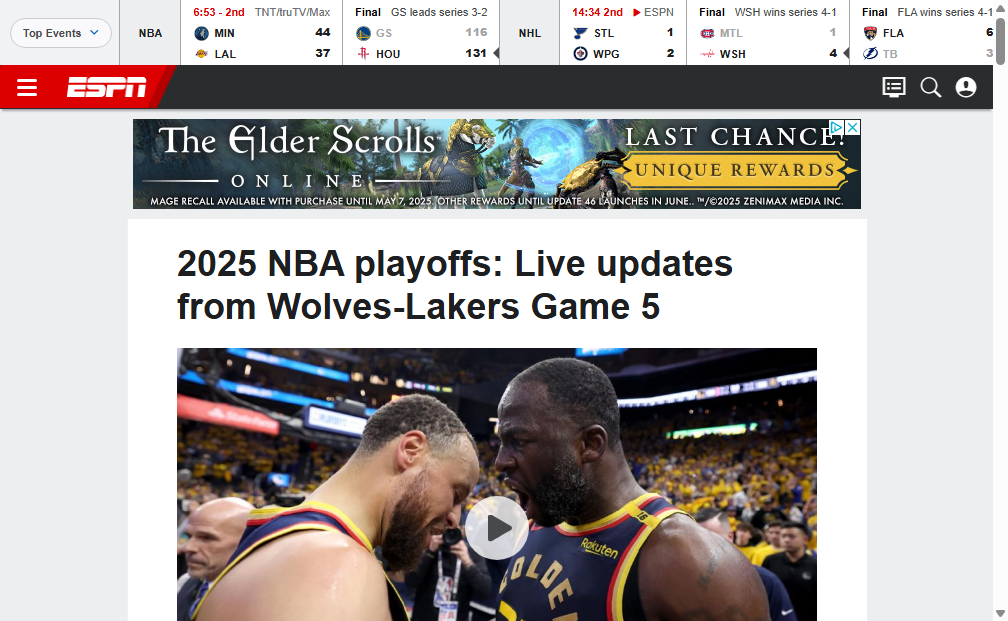 Top Events
NBA
6:53 - 2nd TNT/truTV/Max
MIN 44
LAL 37
Final GS leads series 3-2
GS 116
HOU 131
NHL
14:34 2nd ESPN
STL 1
WPG 2
Final WSH wins series 4-1
MTL 1
WSH 4
Final FLA wins series 4-1
FLA 6
TB 3
ESPN
The Elder Scrolls
ONLINE
LAST CHANCE!
UNIQUE REWARDS
MAGE RECALL AVAILABLE WITH PURCHASE UNTIL MAY 7, 2025. OTHER REWARDS UNTIL UPDATE 46 LAUNCHES IN JUNE.. ™/©2025 ZENIMAX MEDIA INC.
2025 NBA playoffs: Live updates
from Wolves-Lakers Game 5
State Farm
Rakuten
GOLDEN